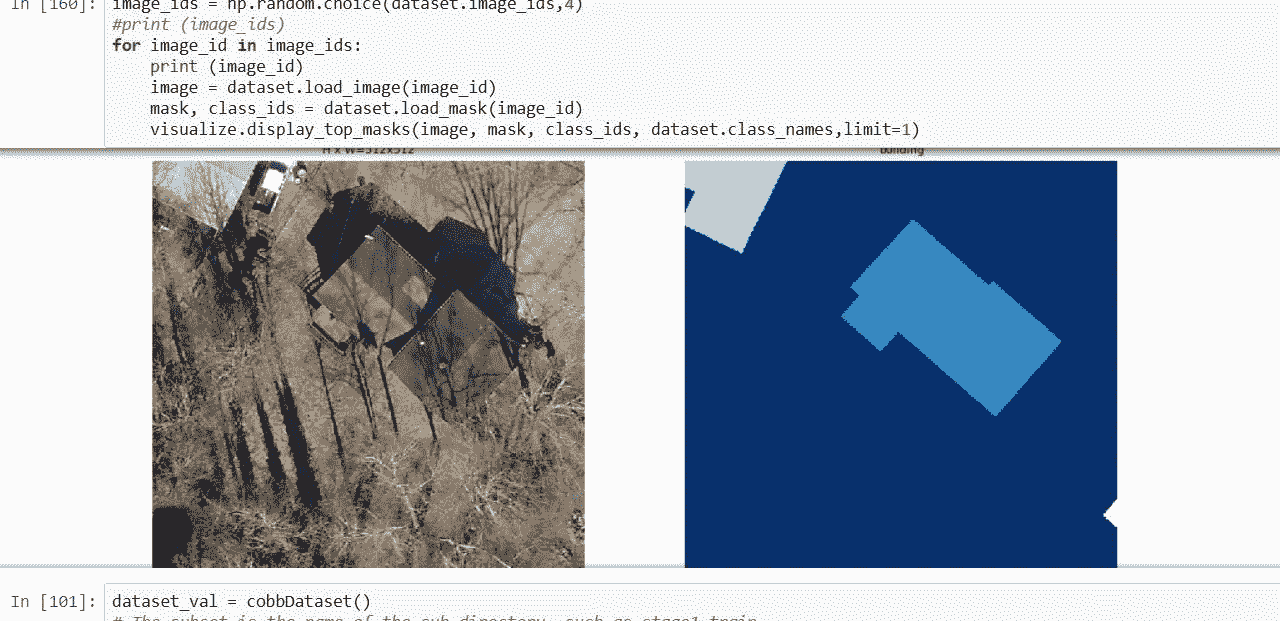 In [160]:
image_ids = np.random.choice(dataset.image_ids,4)
#print (image_ids)
for image_id in image_ids:
    print (image_id)
    image = dataset.load_image(image_id)
    mask, class_ids = dataset.load_mask(image_id)
    visualize.display_top_masks(image, mask, class_ids, dataset.class_names,limit=1)
H x W=512x512
building
In [101]:
dataset_val = cobbDataset()
# The subset is the name of the sub-directory, such as stage1_train,